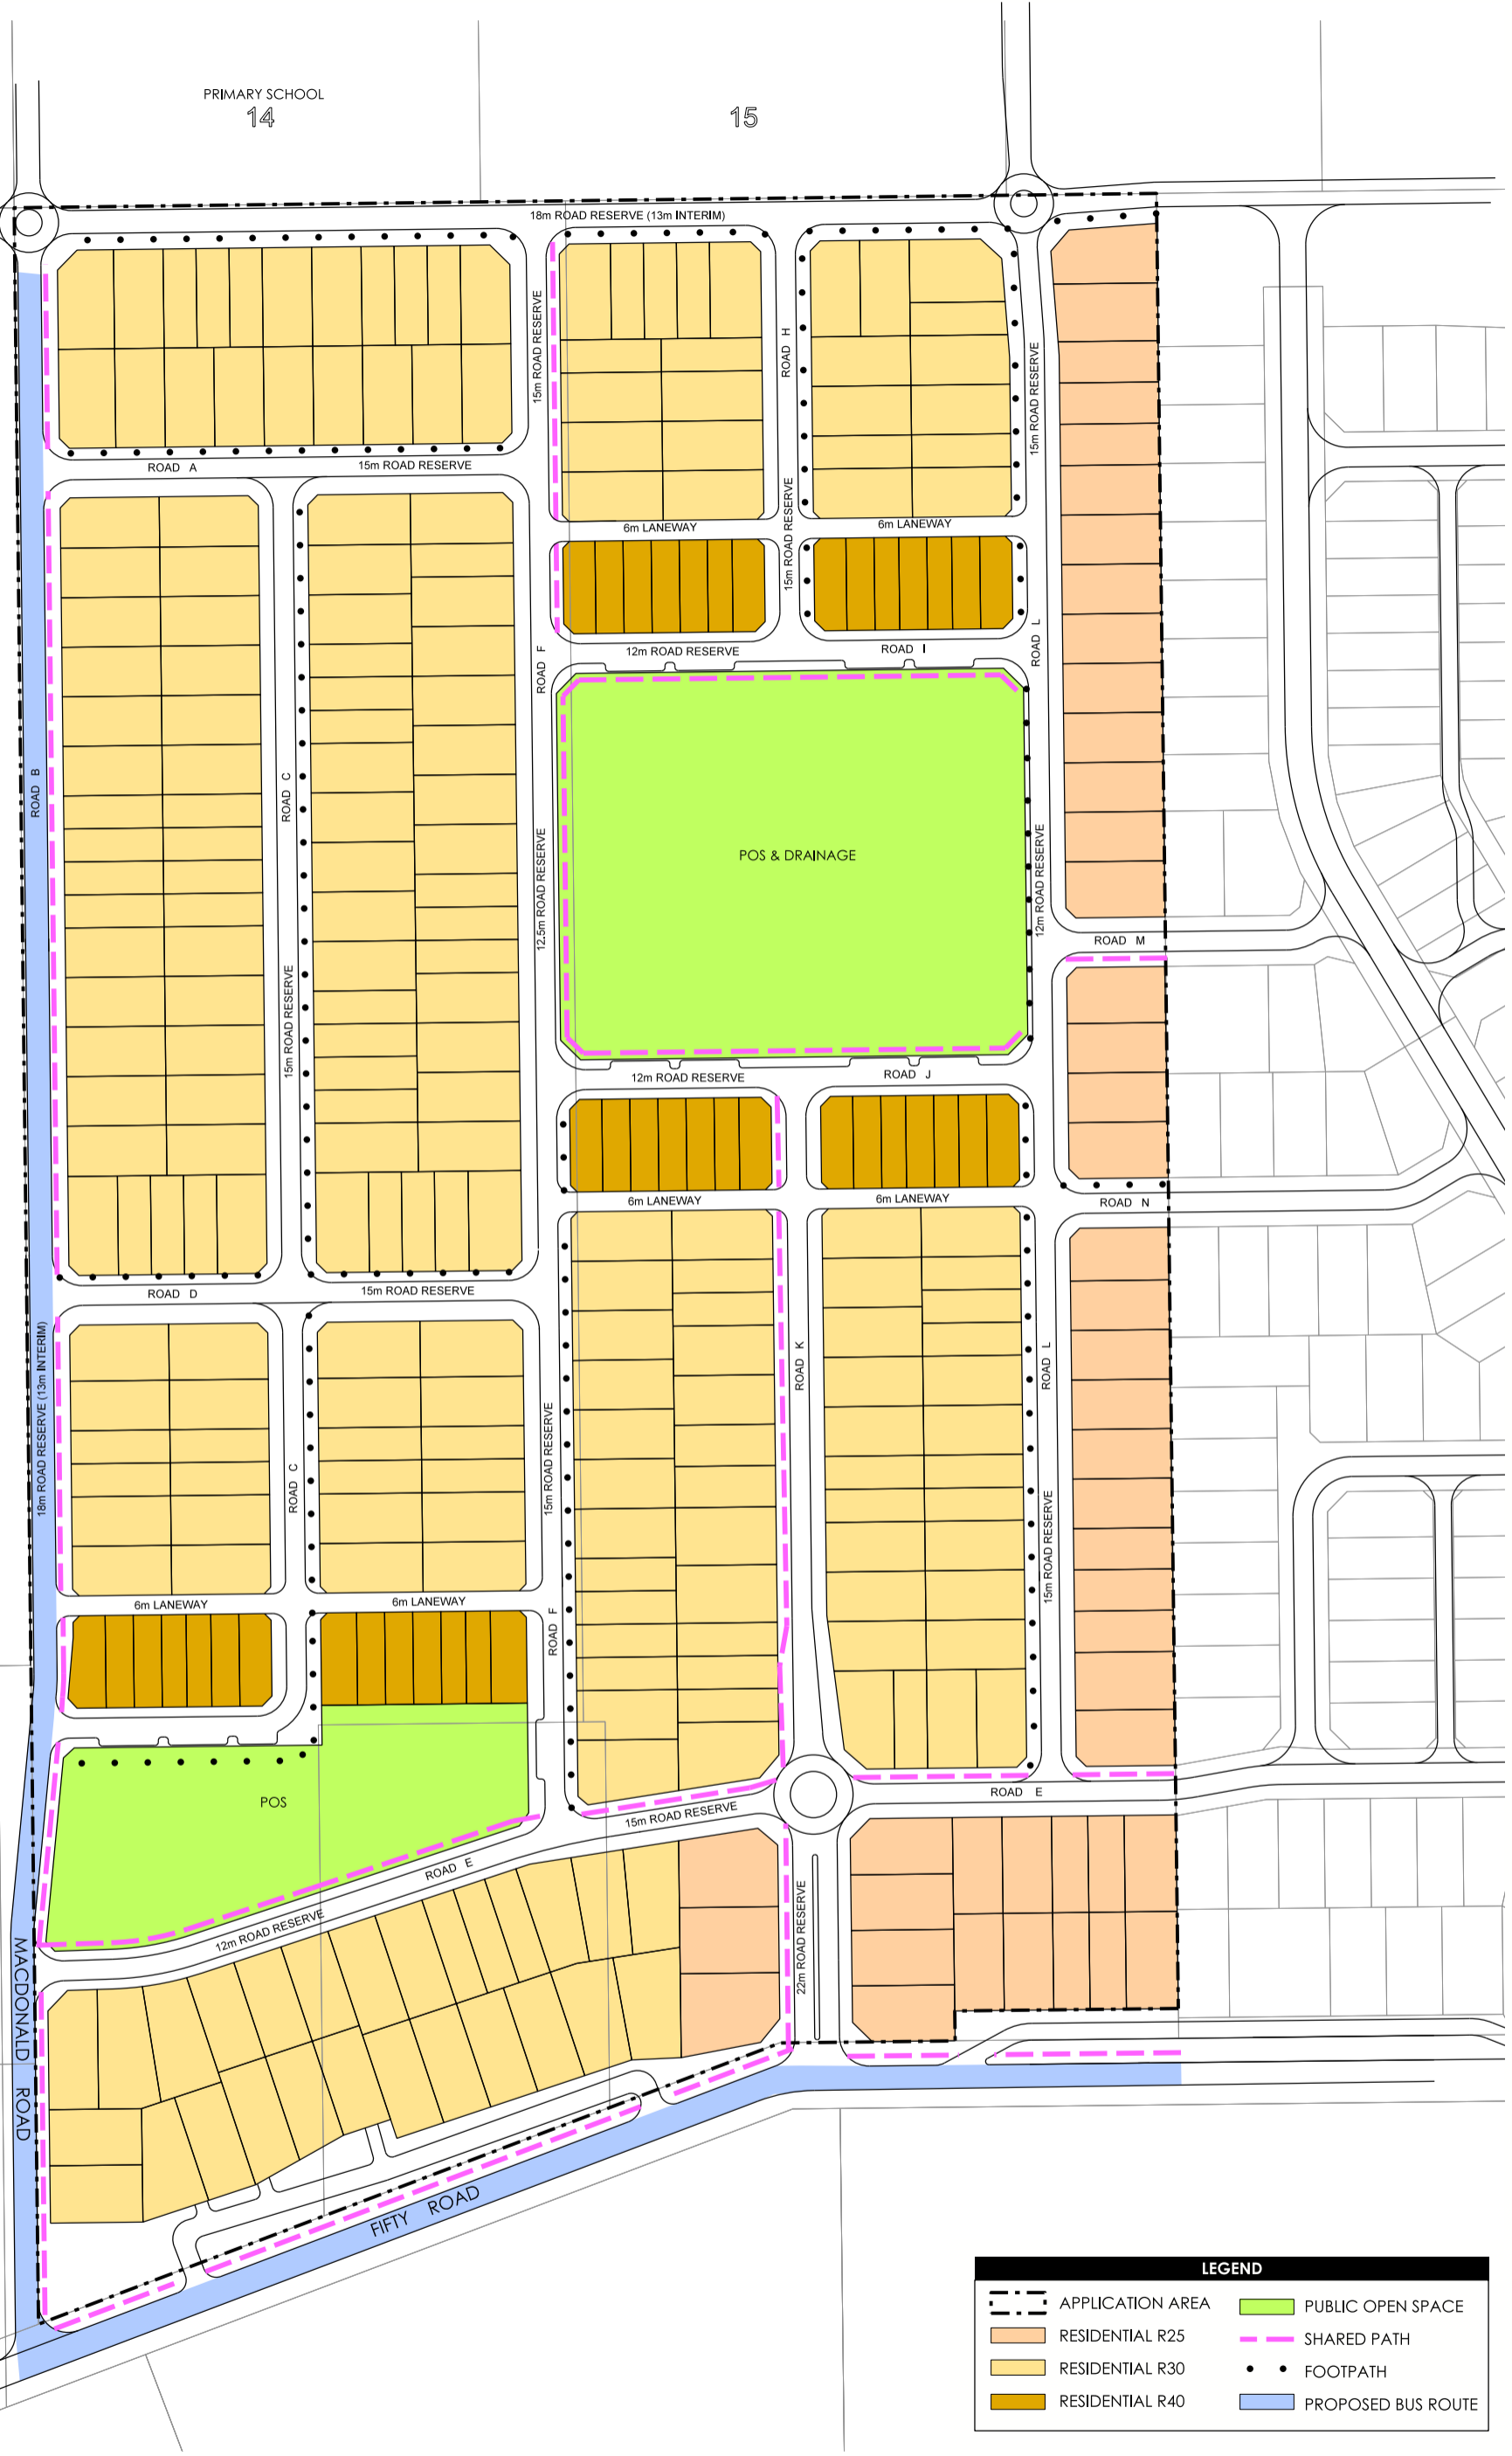 PRIMARY SCHOOL
14
15
18m ROAD RESERVE (13m INTERIM)
15m ROAD RESERVE
ROAD H
15m ROAD RESERVE
ROAD A
15m ROAD RESERVE
6m LANEWAY
6m LANEWAY
15m ROAD RESERVE
12m ROAD RESERVE
ROAD I
ROAD F
ROAD L
ROAD B
ROAD C
POS & DRAINAGE
12.5m ROAD RESERVE
12m ROAD RESERVE
ROAD M
15m ROAD RESERVE
12m ROAD RESERVE
ROAD J
6m LANEWAY
6m LANEWAY
ROAD N
ROAD D
15m ROAD RESERVE
18m ROAD RESERVE (13m INTERIM)
ROAD K
ROAD L
ROAD C
15m ROAD RESERVE
15m ROAD RESERVE
6m LANEWAY
6m LANEWAY
ROAD F
POS
ROAD E
15m ROAD RESERVE
ROAD E
12m ROAD RESERVE
22m ROAD RESERVE
MACDONALD ROAD
FIFTY ROAD
LEGEND
APPLICATION AREA
RESIDENTIAL R25
RESIDENTIAL R30
RESIDENTIAL R40
PUBLIC OPEN SPACE
SHARED PATH
FOOTPATH
PROPOSED BUS ROUTE